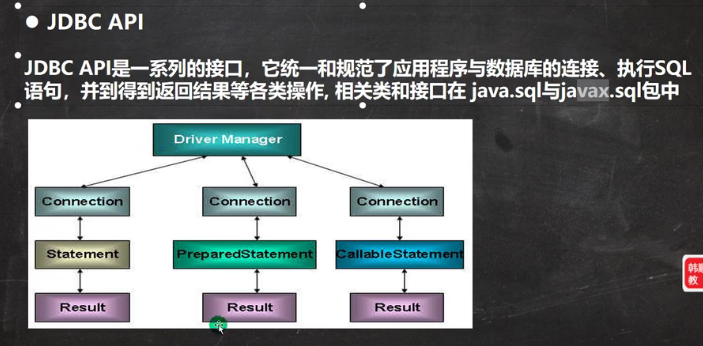 ● JDBC API
JDBC API是一系列的接口，它统一和规范了应用程序与数据库的连接、执行SQL
语句，并到得到返回结果等各类操作, 相关类和接口在 java.sql与javax.sql包中
Driver Manager
Connection Connection Connection
Statement PreparedStatement CallableStatement
Result Result Result
教